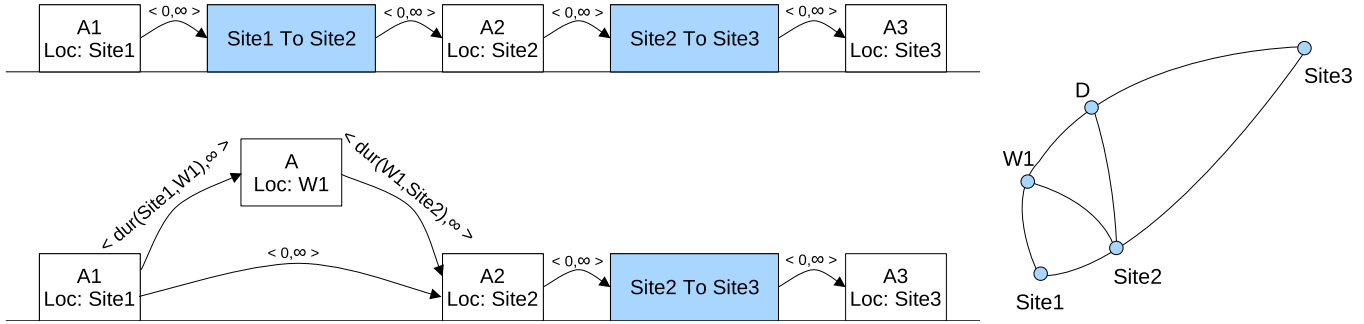 < 0,∞ >
< 0,∞ >
< 0,∞ >
< 0,∞ >
A1
Loc: Site1
Site1 To Site2
A2
Loc: Site2
Site2 To Site3
A3
Loc: Site3
< dur(Site1,W1),∞ >
A
Loc: W1
< dur(W1,Site2),∞ >
< 0,∞ >
< 0,∞ >
< 0,∞ >
A1
Loc: Site1
A2
Loc: Site2
Site2 To Site3
A3
Loc: Site3
Site3
D
W1
Site2
Site1